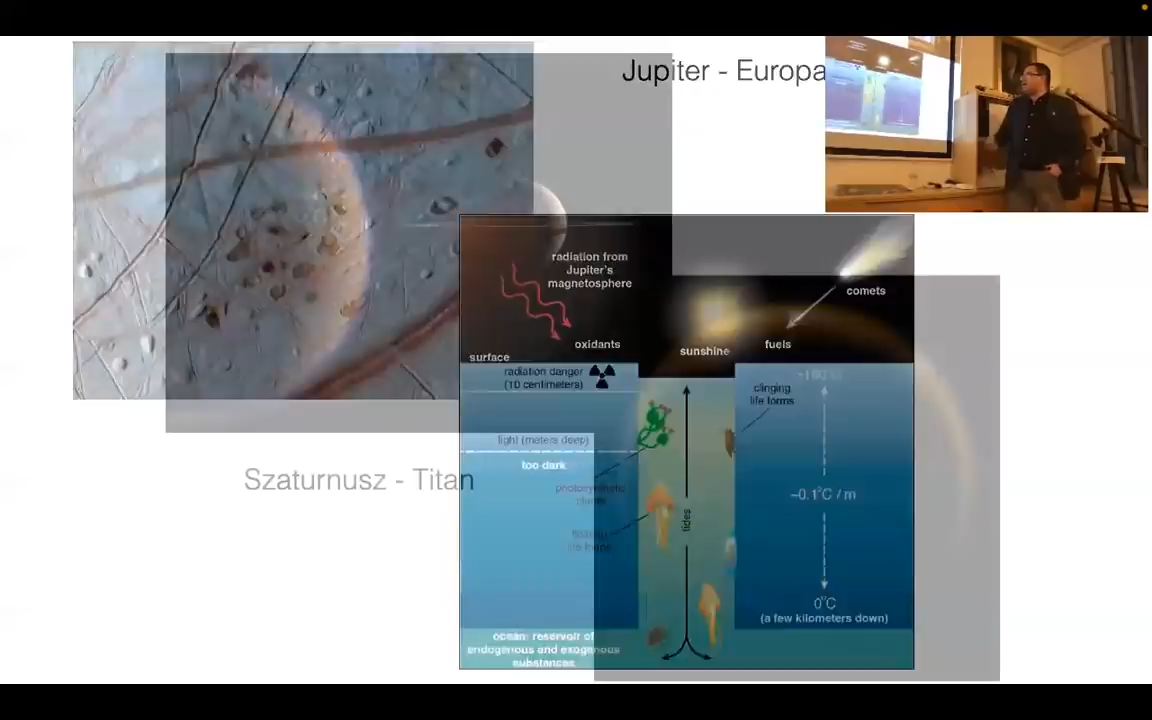 Jupiter - Europa
radiation from
Jupiter's
magnetosphere
comets
oxidants
sunshine
fuels
surface
radiation danger
(10 centimeters)
clinging
life forms
light (meters deep)
too dark
Szaturnusz - Titan
photosynthetic
plants
~0.1°C / m
tides
floating
life forms
0°C
(a few kilometers down)
ocean: reservoir of
endogenous and exogenous
substances